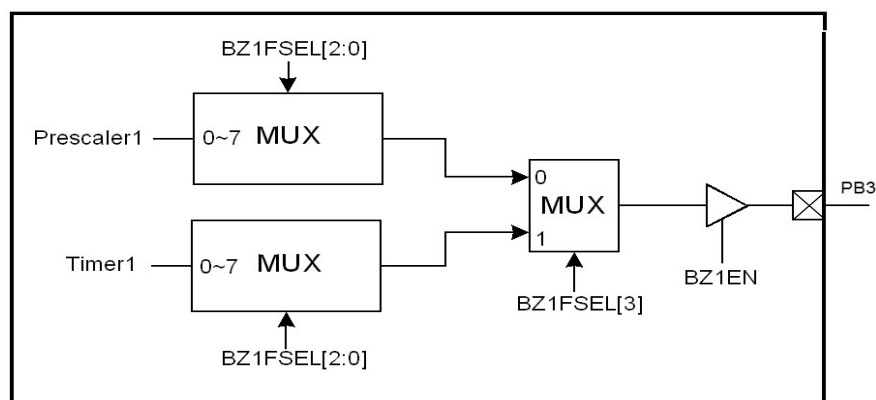 BZ1FSEL[2:0]
Prescaler1
0~7 MUX
0
MUX
1
PB3
Timer1
0~7 MUX
BZ1EN
BZ1FSEL[3]
BZ1FSEL[2:0]